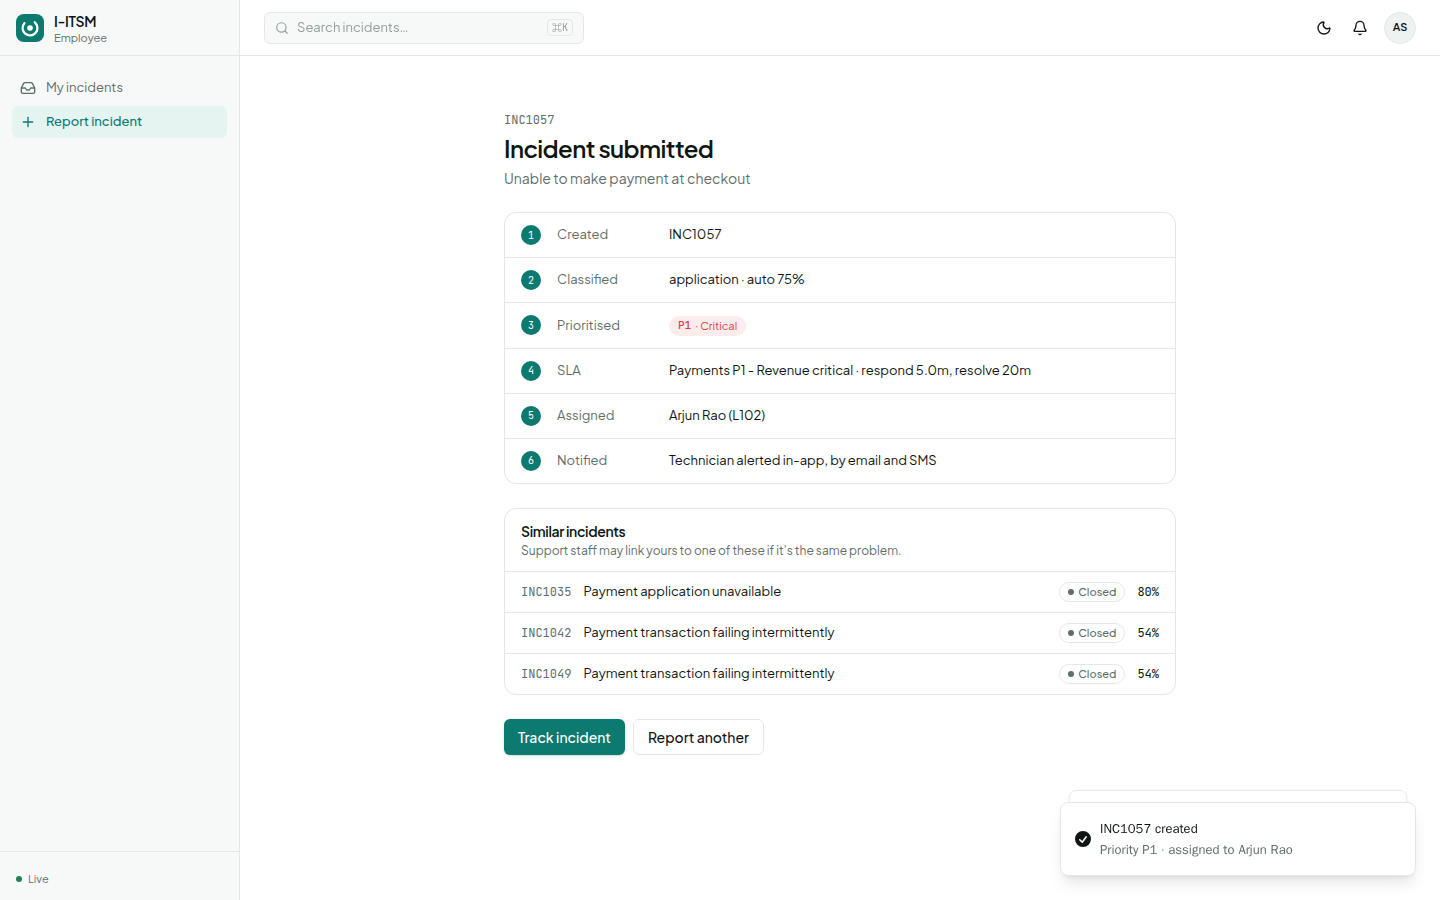 I-ITSM
Employee
Search incidents...
⌘K
AS
My incidents
Report incident
INC1057
Incident submitted
Unable to make payment at checkout
1 Created INC1057
2 Classified application · auto 75%
3 Prioritised P1 · Critical
4 SLA Payments P1 - Revenue critical · respond 5.0m, resolve 20m
5 Assigned Arjun Rao (L102)
6 Notified Technician alerted in-app, by email and SMS
Similar incidents
Support staff may link yours to one of these if it's the same problem.
INC1035 Payment application unavailable Closed 80%
INC1042 Payment transaction failing intermittently Closed 54%
INC1049 Payment transaction failing intermittently Closed 54%
Track incident
Report another
INC1057 created
Priority P1 · assigned to Arjun Rao
Live